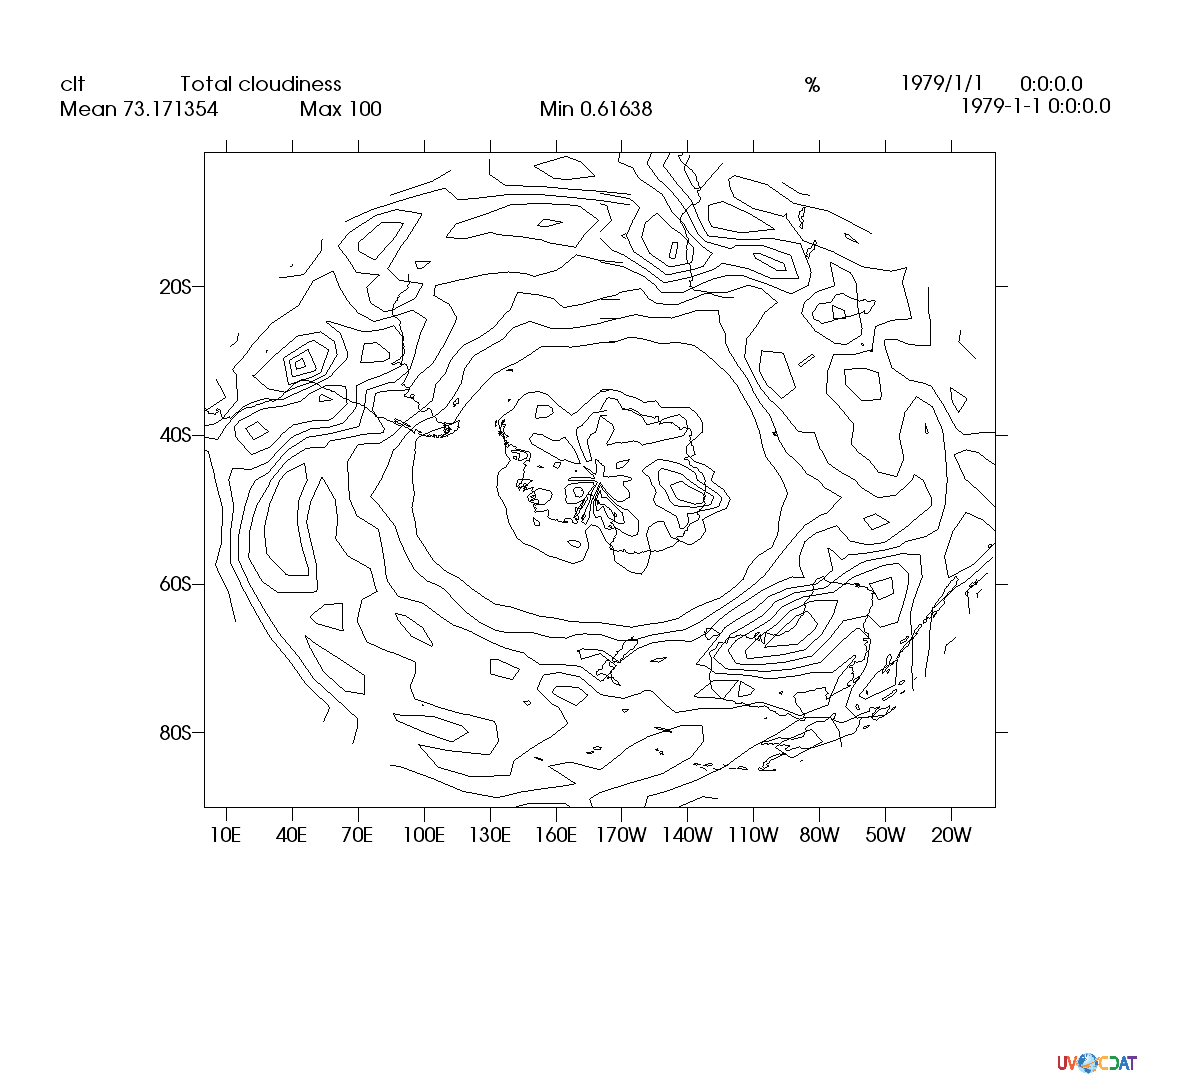 clt Total cloudiness % 1979/1/1 0:0:0.0
Mean 73.171354 Max 100 Min 0.61638 1979-1-1 0:0:0.0
20S
40S
60S
80S
10E 40E 70E 100E 130E 160E 170W 140W 110W 80W 50W 20W
UV CDAT